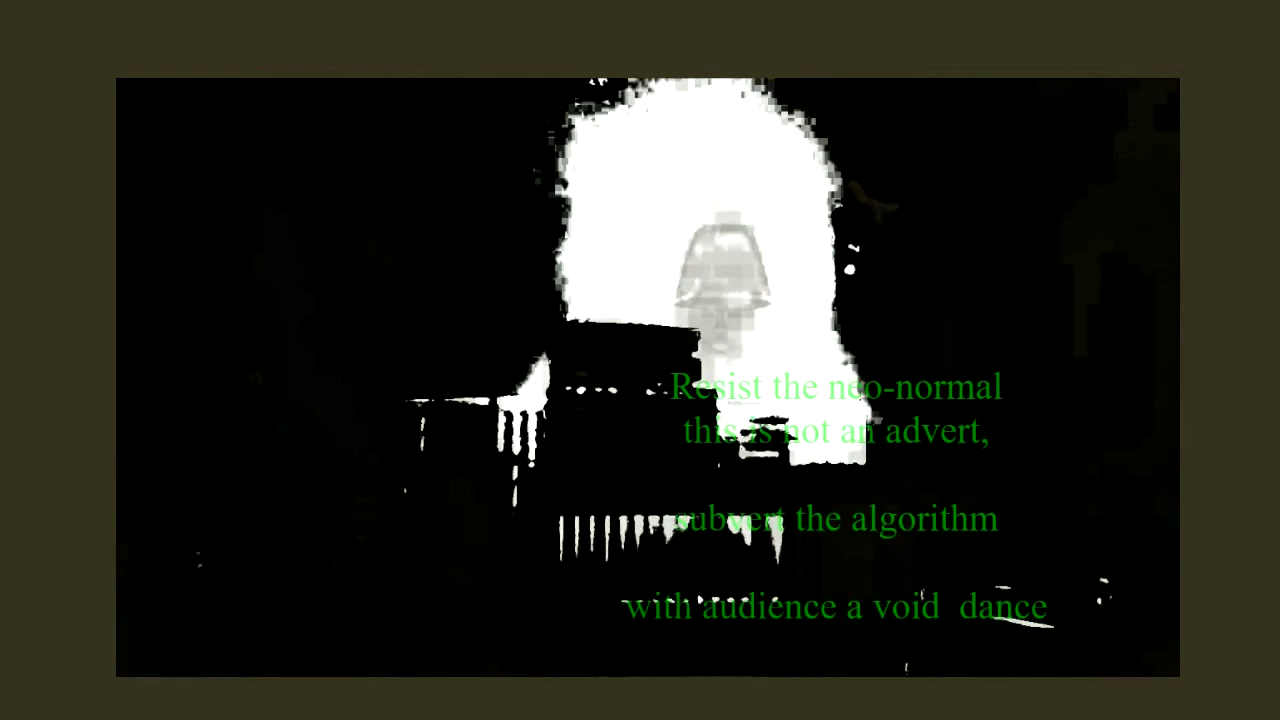 Resist the neo-normal
this is not an advert,
subvert the algorithm
with audience a void  dance